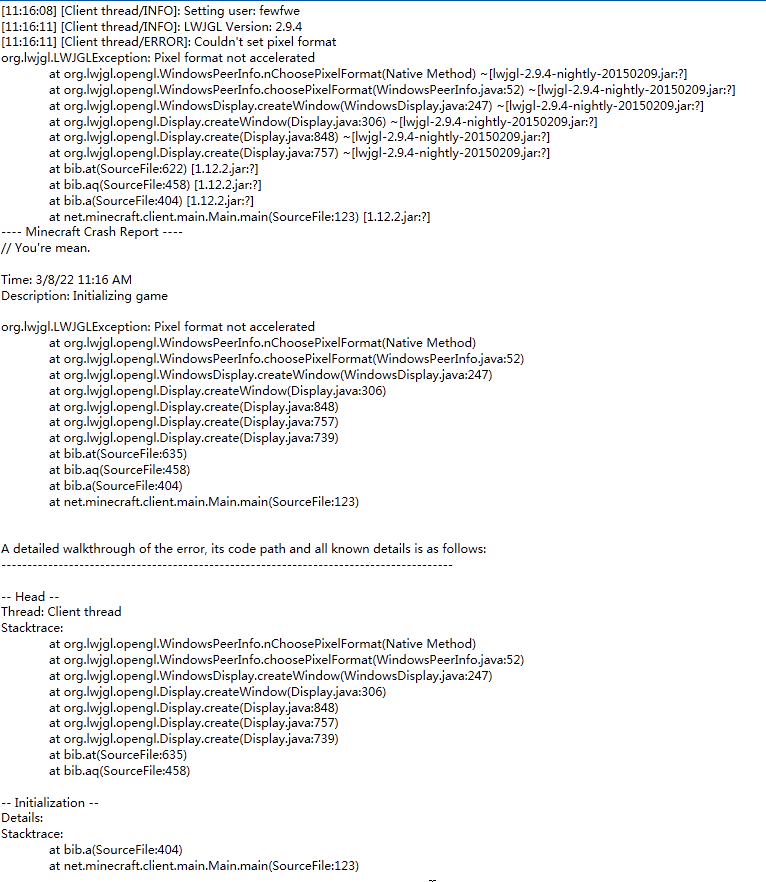 [11:16:08] [Client thread/INFO]: Setting user: fewfwe
[11:16:11] [Client thread/INFO]: LWJGL Version: 2.9.4
[11:16:11] [Client thread/ERROR]: Couldn't set pixel format
org.lwjgl.LWJGLException: Pixel format not accelerated
at org.lwjgl.opengl.WindowsPeerInfo.nChoosePixelFormat(Native Method) ~[lwjgl-2.9.4-nightly-20150209.jar:?]
at org.lwjgl.opengl.WindowsPeerInfo.choosePixelFormat(WindowsPeerInfo.java:52) ~[lwjgl-2.9.4-nightly-20150209.jar:?]
at org.lwjgl.opengl.WindowsDisplay.createWindow(WindowsDisplay.java:247) ~[lwjgl-2.9.4-nightly-20150209.jar:?]
at org.lwjgl.opengl.Display.createWindow(Display.java:306) ~[lwjgl-2.9.4-nightly-20150209.jar:?]
at org.lwjgl.opengl.Display.create(Display.java:848) ~[lwjgl-2.9.4-nightly-20150209.jar:?]
at org.lwjgl.opengl.Display.create(Display.java:757) ~[lwjgl-2.9.4-nightly-20150209.jar:?]
at bib.at(SourceFile:622) [1.12.2.jar:?]
at bib.aq(SourceFile:458) [1.12.2.jar:?]
at bib.a(SourceFile:404) [1.12.2.jar:?]
at net.minecraft.client.main.Main.main(SourceFile:123) [1.12.2.jar:?]
---- Minecraft Crash Report ----
// You're mean.
Time: 3/8/22 11:16 AM
Description: Initializing game
org.lwjgl.LWJGLException: Pixel format not accelerated
at org.lwjgl.opengl.WindowsPeerInfo.nChoosePixelFormat(Native Method)
at org.lwjgl.opengl.WindowsPeerInfo.choosePixelFormat(WindowsPeerInfo.java:52)
at org.lwjgl.opengl.WindowsDisplay.createWindow(WindowsDisplay.java:247)
at org.lwjgl.opengl.Display.createWindow(Display.java:306)
at org.lwjgl.opengl.Display.create(Display.java:848)
at org.lwjgl.opengl.Display.create(Display.java:757)
at org.lwjgl.opengl.Display.create(Display.java:739)
at bib.at(SourceFile:635)
at bib.aq(SourceFile:458)
at bib.a(SourceFile:404)
at net.minecraft.client.main.Main.main(SourceFile:123)
A detailed walkthrough of the error, its code path and all known details is as follows:
---------------------------------------------------------------------------------------
-- Head --
Thread: Client thread
Stacktrace:
at org.lwjgl.opengl.WindowsPeerInfo.nChoosePixelFormat(Native Method)
at org.lwjgl.opengl.WindowsPeerInfo.choosePixelFormat(WindowsPeerInfo.java:52)
at org.lwjgl.opengl.WindowsDisplay.createWindow(WindowsDisplay.java:247)
at org.lwjgl.opengl.Display.createWindow(Display.java:306)
at org.lwjgl.opengl.Display.create(Display.java:848)
at org.lwjgl.opengl.Display.create(Display.java:757)
at org.lwjgl.opengl.Display.create(Display.java:739)
at bib.at(SourceFile:635)
at bib.aq(SourceFile:458)
-- Initialization --
Details:
Stacktrace:
at bib.a(SourceFile:404)
at net.minecraft.client.main.Main.main(SourceFile:123)